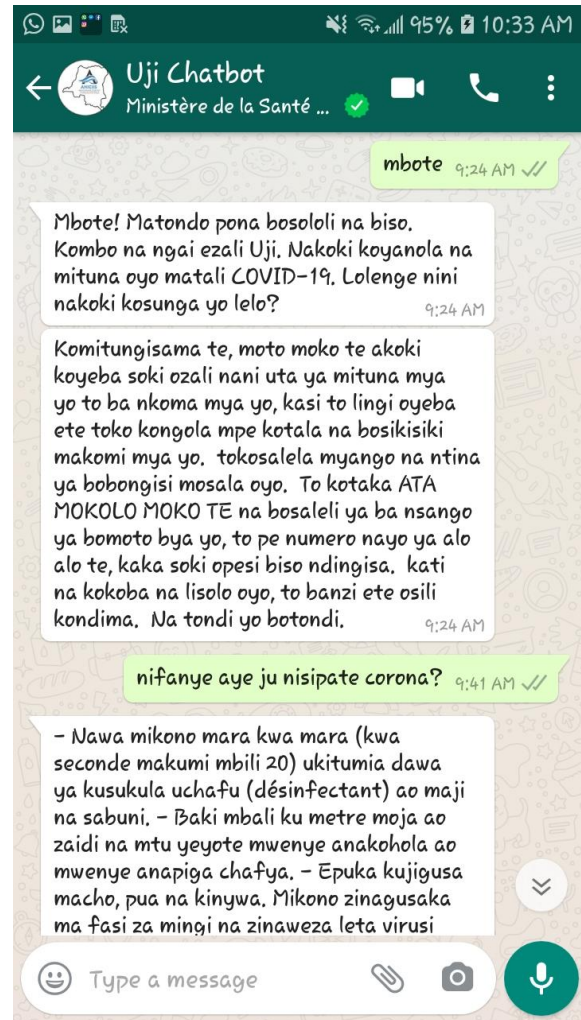 95% 10:33 AM
Uji Chatbot
Ministère de la Santé ...
mbote 9:24 AM
Mbote! Matondo pona bosololi na biso.
Kombo na ngai ezali Uji. Nakoki koyanola na
mituna oyo matali COVID-19. Lolenge nini
nakoki kosunga yo lelo?
9:24 AM
Komitungisama te, moto moko te akoki
koyeba soki ozali nani uta ya mituna mya
yo to ba nkoma mya yo, kasi to lingi oyeba
ete toko kongola mpe kotala na bosikisiki
makomi mya yo. tokosalela myango na ntina
ya bobongisi mosala oyo. To kotaka ATA
MOKOLO MOKO TE na bosaleli ya ba nsango
ya bomoto bya yo, to pe numero nayo ya alo
alo te, kaka soki opesi biso ndingisa. kati
na kokoba na lisolo oyo, to banzi ete osili
kondima. Na tondi yo botondi.
9:24 AM
nifanye aye ju nisipate corona? 9:41 AM
- Nawa mikono mara kwa mara (kwa
seconde makumi mbili 20) ukitumia dawa
ya kusukula uchafu (désinfectant) ao maji
na sabuni. - Baki mbali ku metre moja ao
zaidi na mtu yeyote mwenye anakohola ao
mwenye anapiga chafya. - Epuka kujigusa
macho, pua na kinywa. Mikono zinagusaka
ma fasi za mingi na zinaweza leta virusi
Type a message